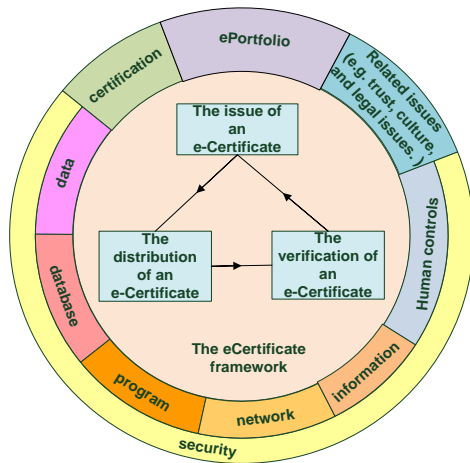 ePortfolio
Related issues
(e.g. trust, culture,
and legal issues. )
certification
The issue of
an
e-Certificate
data
Human controls
The
distribution
of an
e-Certificate
The
verification of
an
e-Certificate
database
The eCertificate
framework
information
program
network
security